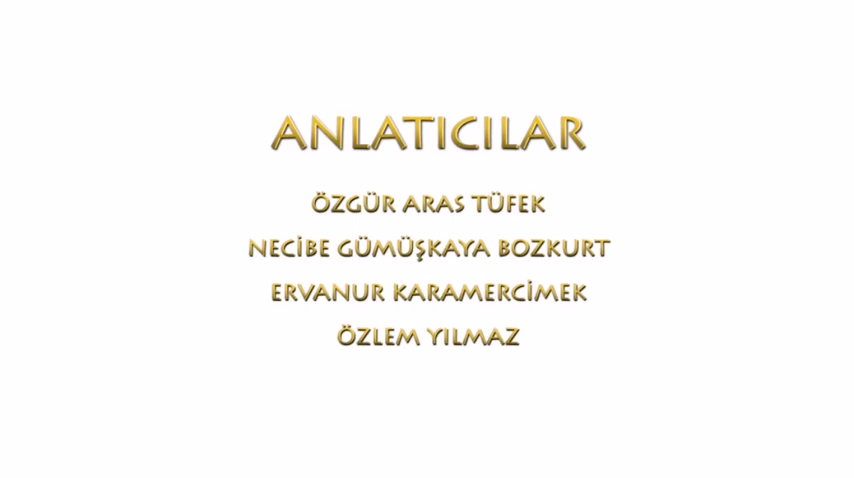 ANLATICILAR
ÖZGÜR ARAS TÜFEK
NECİBE GÜMÜŞKAYA BOZKURT
ERVANUR KARAMERCİMEK
ÖZLEM YILMAZ